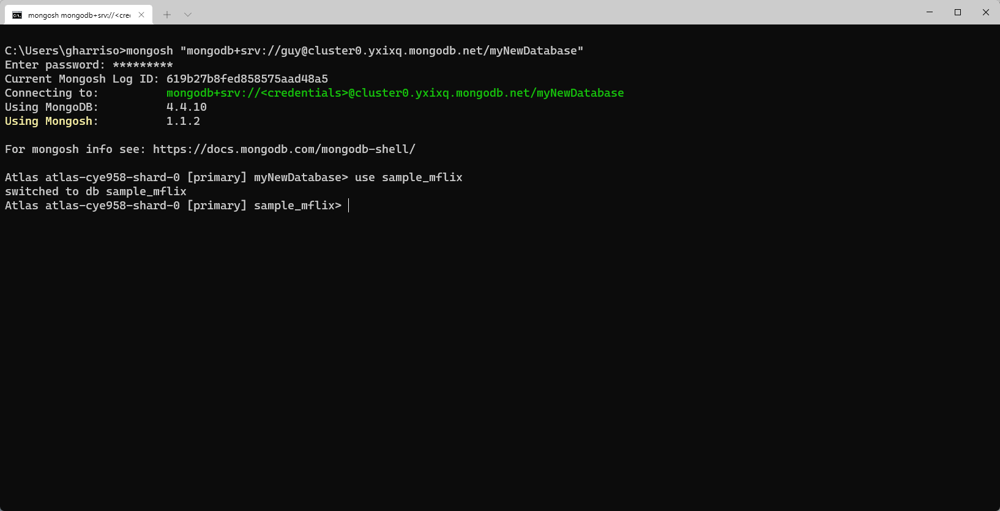 mongosh mongodb+srv://<cre
C:\Users\gharriso>mongosh "mongodb+srv://guy@cluster0.yxixq.mongodb.net/myNewDatabase"
Enter password: *********
Current Mongosh Log ID: 619b27b8fed858575aad48a5
Connecting to: mongodb+srv://<credentials>@cluster0.yxixq.mongodb.net/myNewDatabase
Using MongoDB: 4.4.10
Using Mongosh: 1.1.2
For mongosh info see: https://docs.mongodb.com/mongodb-shell/
Atlas atlas-cye958-shard-0 [primary] myNewDatabase> use sample_mflix
switched to db sample_mflix
Atlas atlas-cye958-shard-0 [primary] sample_mflix>